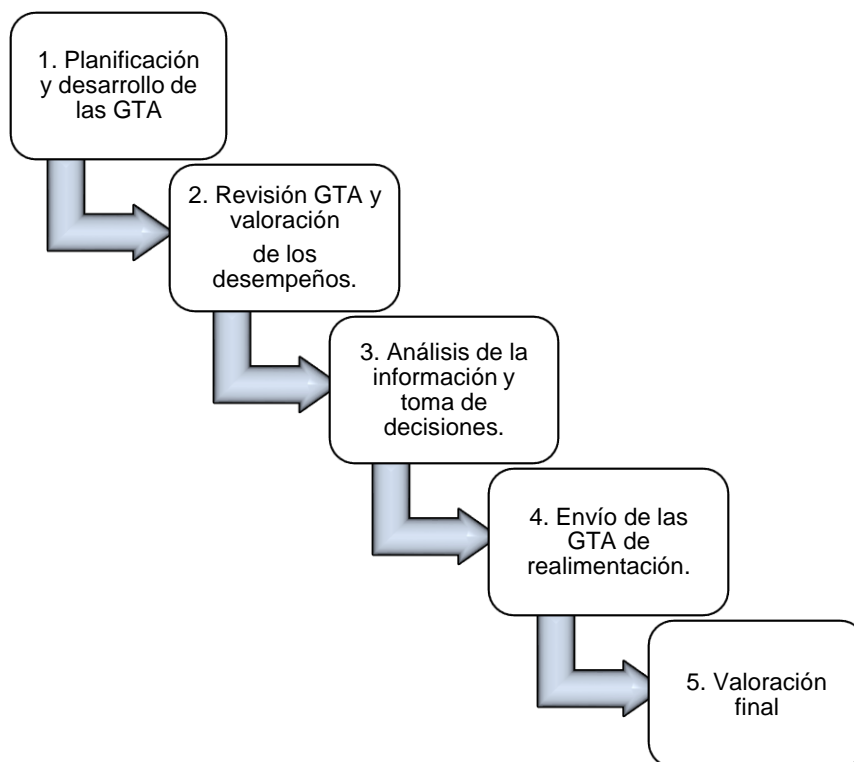 1. Planificación
y desarrollo de
las GTA
2. Revisión GTA y
valoración
de los
desempeños.
3. Análisis de la
información y
toma de
decisiones.
4. Envío de las
GTA de
realimentación.
5. Valoración
final